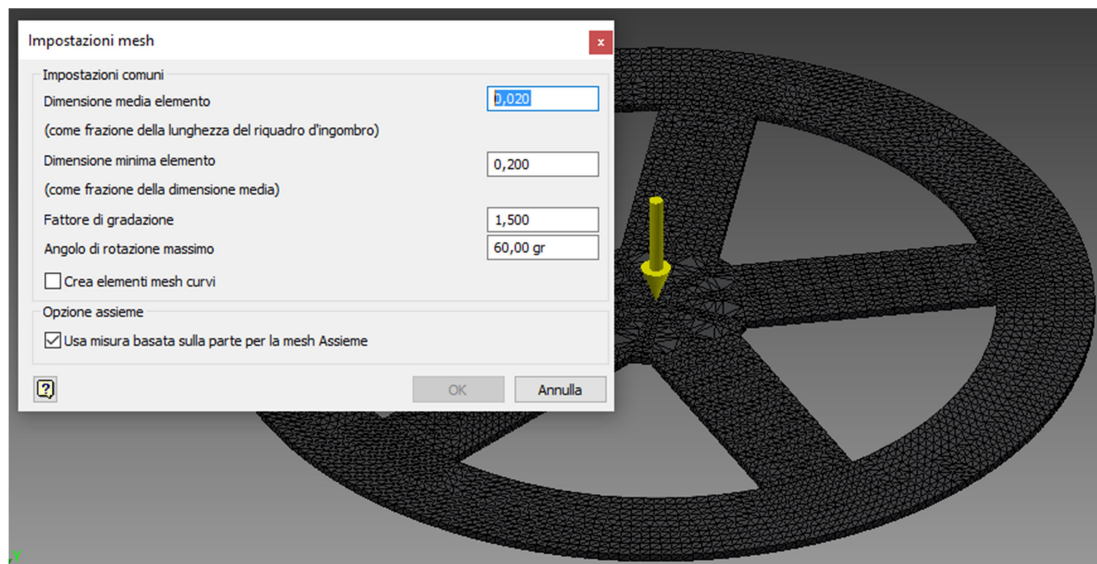 Impostazioni mesh
x
Impostazioni comuni
Dimensione media elemento
0,020
(come frazione della lunghezza del riquadro d'ingombro)
Dimensione minima elemento
0,200
(come frazione della dimensione media)
Fattore di gradazione
1,500
Angolo di rotazione massimo
60,00 gr
Crea elementi mesh curvi
Opzione assieme
Usa misura basata sulla parte per la mesh Assieme
?
OK
Annulla